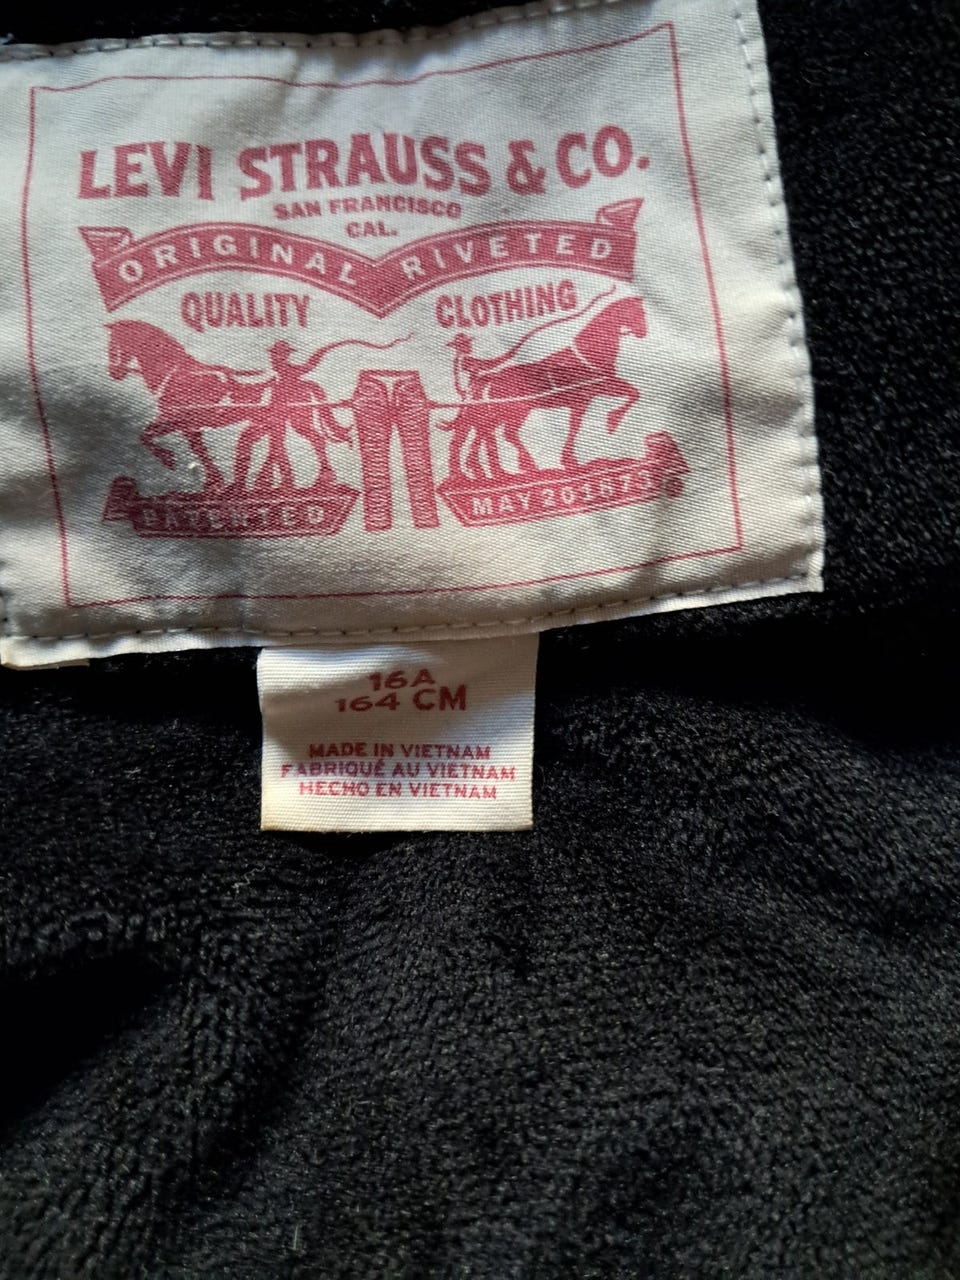 LEVI STRAUSS & CO.
SAN FRANCISCO
CAL.
ORIGINAL RIVETED
QUALITY CLOTHING
PATENTED MAY 20 1873
16A
164 CM
MADE IN VIETNAM
FABRIQUÉ AU VIETNAM
HECHO EN VIETNAM